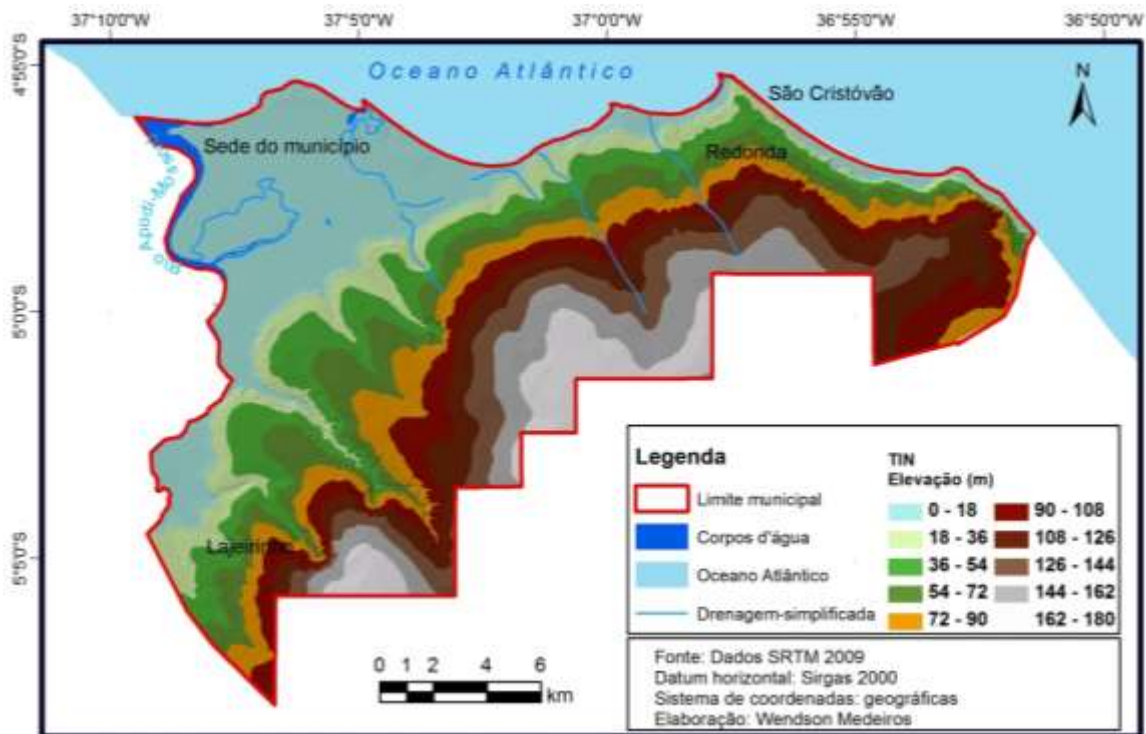 37°10'0"W 37°5'0"W 37°0'0"W 36°55'0"W 36°50'0"W
4°55'0"S
5°0'0"S
5°5'0"S
Oceano Atlântico
N
São Cristóvão
Sede do município
Redonda
Rio Apodi-Mossoró
Lajeirinho
Legenda
Limite municipal
Corpos d'água
Oceano Atlântico
Drenagem-simplificada
TIN
Elevação (m)
0 - 18 90 - 108
18 - 36 108 - 126
36 - 54 126 - 144
54 - 72 144 - 162
72 - 90 162 - 180
0 1 2 4 6
km
Fonte: Dados SRTM 2009
Datum horizontal: Sirgas 2000
Sistema de coordenadas: geográficas
Elaboração: Wendson Medeiros